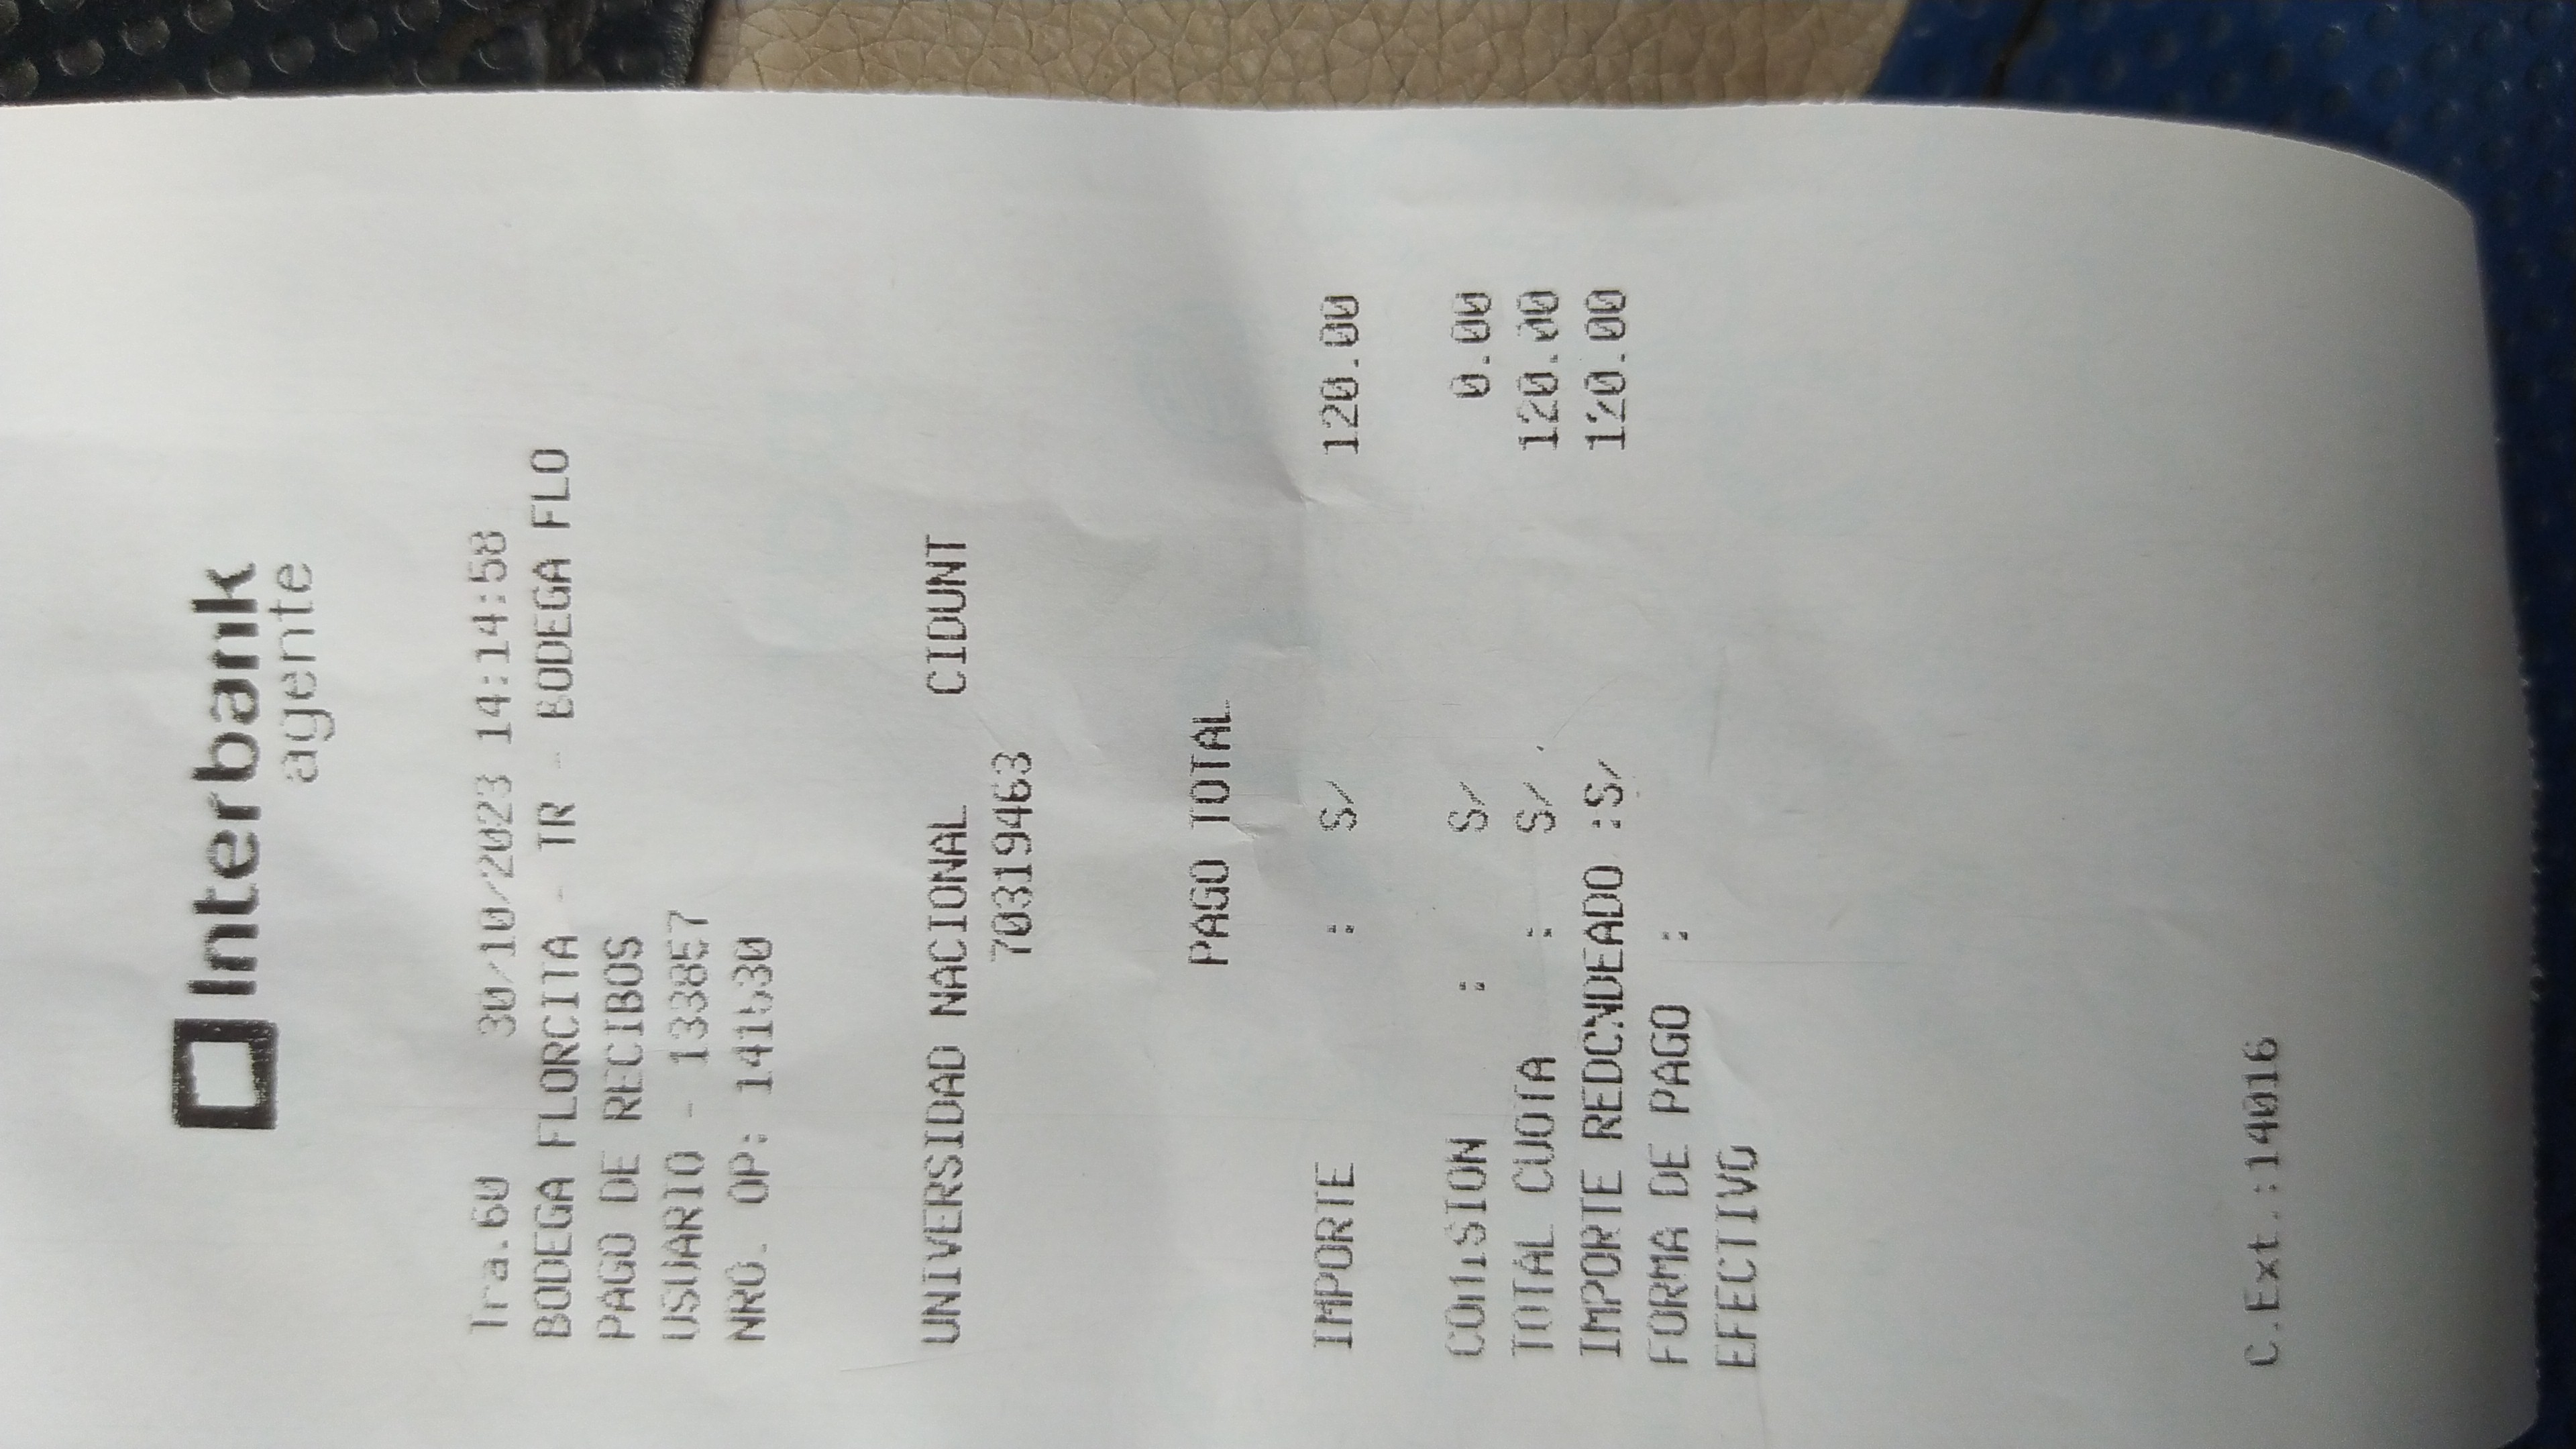 Interbank
agente
Tra.60 30/10/2023 14:14:58
BODEGA FLORCITA - TR - BODEGA FLO
PAGO DE RECIBOS
USUARIO - 133857
NRO. OP: 141530
UNIVERSIDAD NACIONAL CIDUNT
70319463
PAGO TOTAL
IMPORTE : S/ 120.00
COMISION : S/ 0.00
TOTAL CUOTA : S/ 120.00
IMPORTE REDONDEADO :S/ 120.00
FORMA DE PAGO :
EFECTIVO
C.Ext.:140116